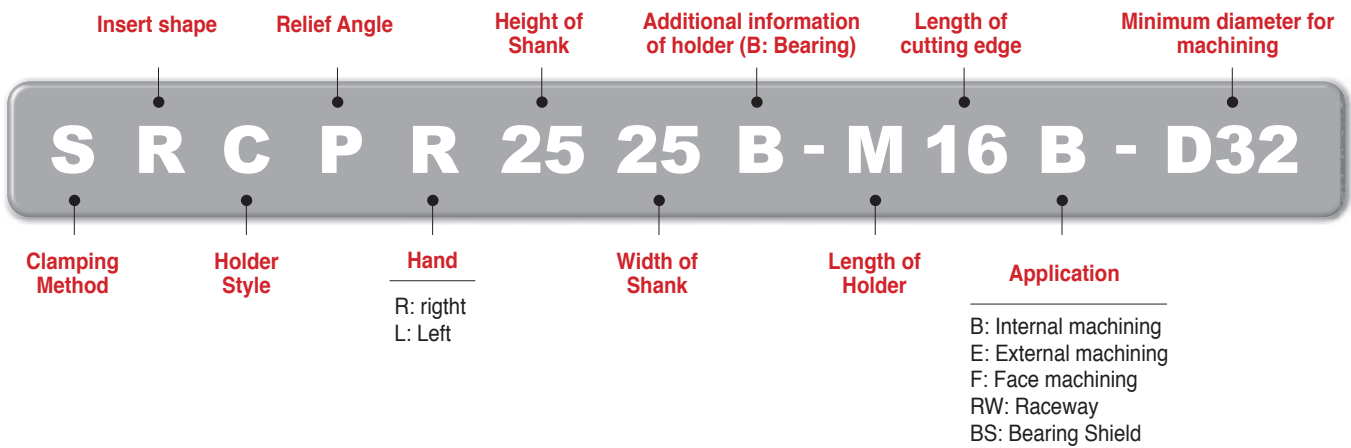 Insert shape
Relief Angle
Height of
Shank
Additional information
of holder (B: Bearing)
Length of
cutting edge
Minimum diameter for
machining
S R C P R 25 25 B - M 16 B - D32
Clamping
Method
Holder
Style
Hand
R: rigtht
L: Left
Width of
Shank
Length of
Holder
Application
B: Internal machining
E: External machining
F: Face machining
RW: Raceway
BS: Bearing Shield